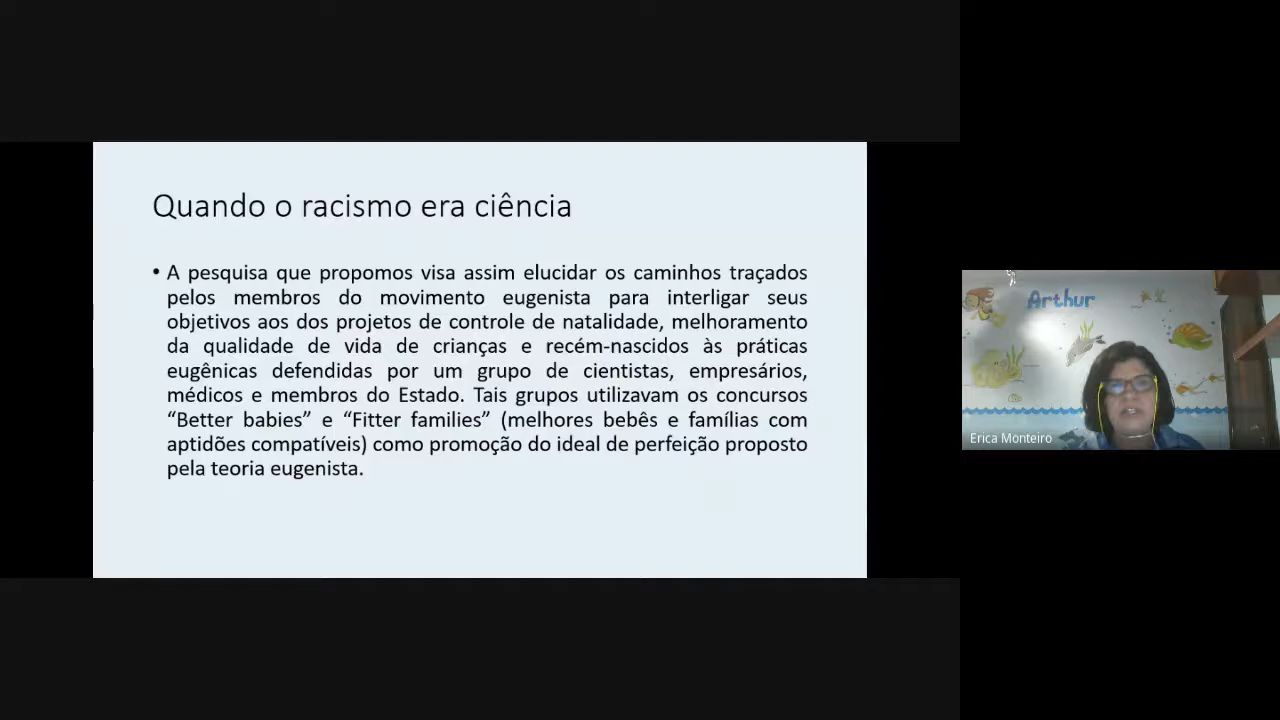 Quando o racismo era ciência
• A pesquisa que propomos visa assim elucidar os caminhos traçados
pelos membros do movimento eugenista para interligar seus
objetivos aos dos projetos de controle de natalidade, melhoramento
da qualidade de vida de crianças e recém-nascidos às práticas
eugênicas defendidas por um grupo de cientistas, empresários,
médicos e membros do Estado. Tais grupos utilizavam os concursos
“Better babies” e “Fitter families” (melhores bebês e famílias com
aptidões compatíveis) como promoção do ideal de perfeição proposto
pela teoria eugenista.
Arthur
Erica Monteiro